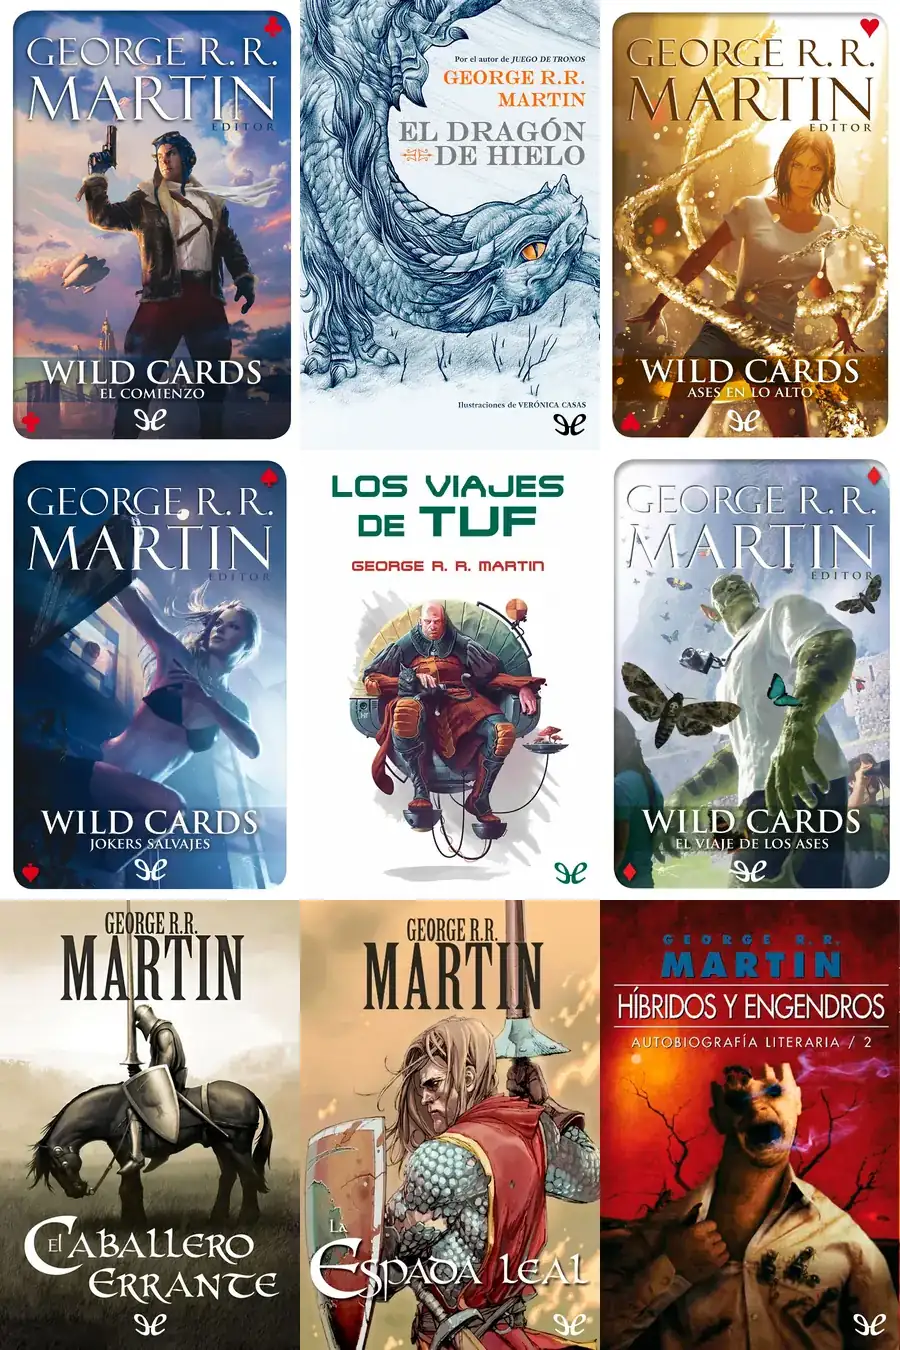 GEORGE R.R.
MARTIN
EDITOR
WILD CARDS
EL COMIENZO
Por el autor de JUEGO DE TRONOS
GEORGE R.R.
MARTIN
EL DRAGÓN
DE HIELO
Ilustraciones de VERÓNICA CASAS
GEORGE R.R.
MARTIN
EDITOR
WILD CARDS
ASES EN LO ALTO
GEORGE R.R.
MARTIN
EDITOR
WILD CARDS
JOKERS SALVAJES
LOS VIAJES
DE TUF
GEORGE R. R. MARTIN
GEORGE R.R.
MARTIN
EDITOR
WILD CARDS
EL VIAJE DE LOS ASES
GEORGE R.R.
MARTIN
EL CABALLERO
ERRANTE
GEORGE R.R.
MARTIN
LA
ESPADA LEAL
GEORGE R.R.
MARTIN
HÍBRIDOS Y ENGENDROS
AUTOBIOGRAFÍA LITERARIA / 2